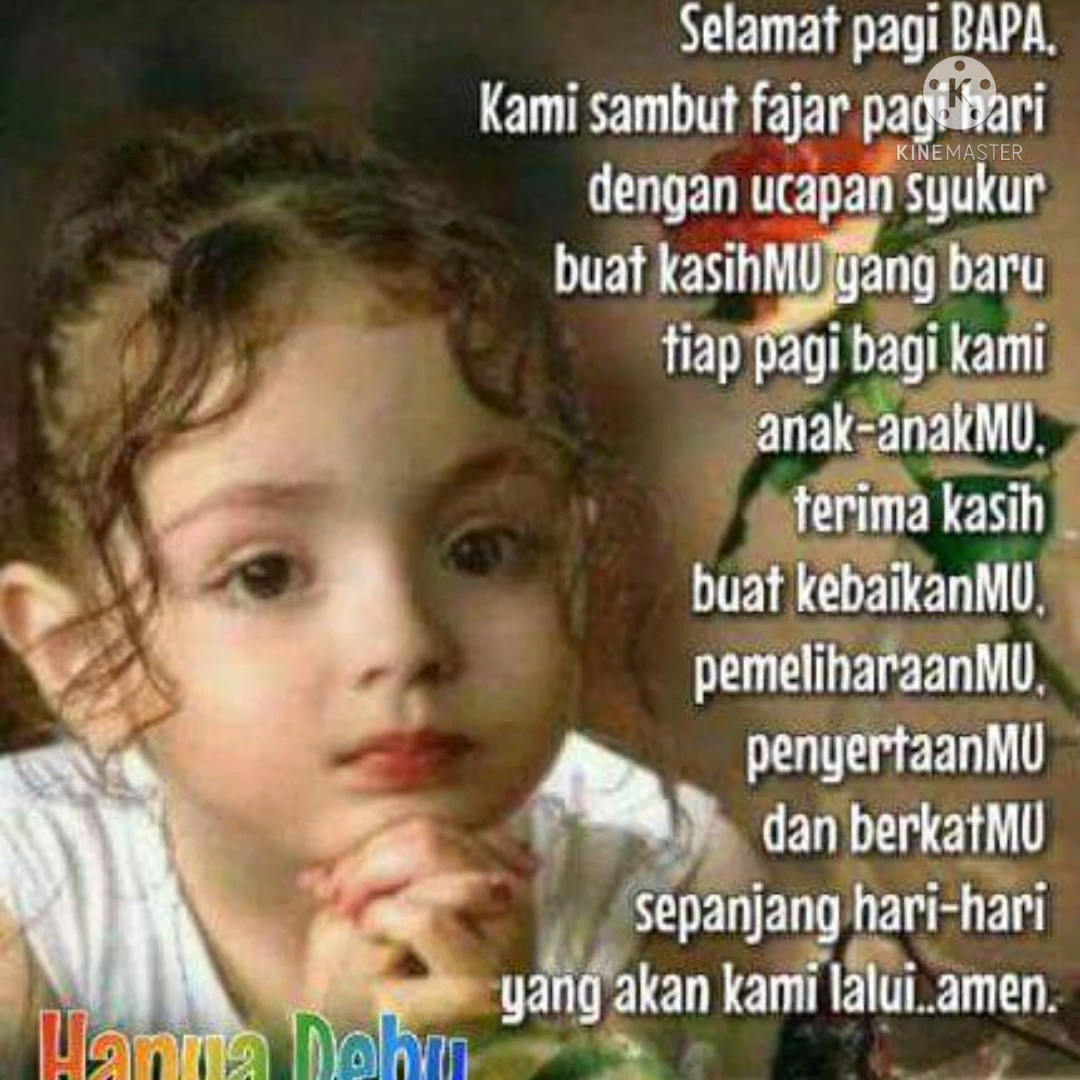 Selamat pagi BAPA.
Kami sambut fajar pagi hari
KINEMASTER
dengan ucapan syukur
buat kasihMU yang baru
tiap pagi bagi kami
anak-anakMU.
terima kasih
buat kebaikanMU,
pemeliharaanMU,
penyertaanMU
dan berkatMU
sepanjang hari-hari
yang akan kami lalui..amen.
Hanya Debu